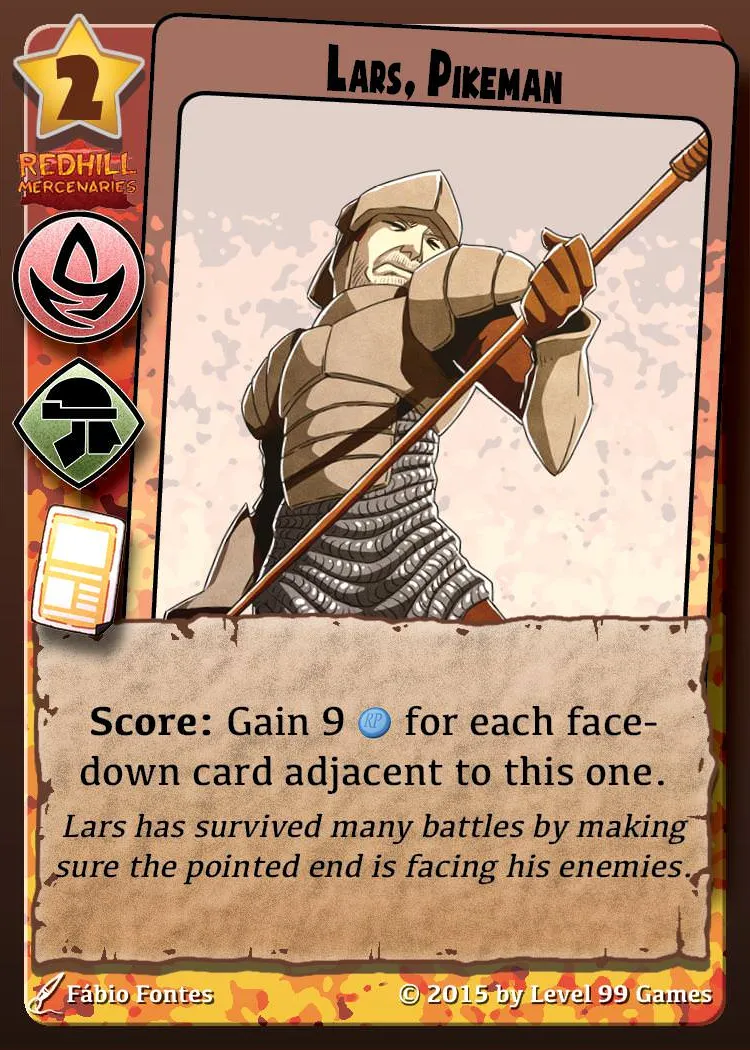 Lars, Pikeman
2
REDHILL
MERCENARIES
Score: Gain 9 RP for each face-
down card adjacent to this one.
Lars has survived many battles by making
sure the pointed end is facing his enemies.
Fábio Fontes
© 2015 by Level 99 Games